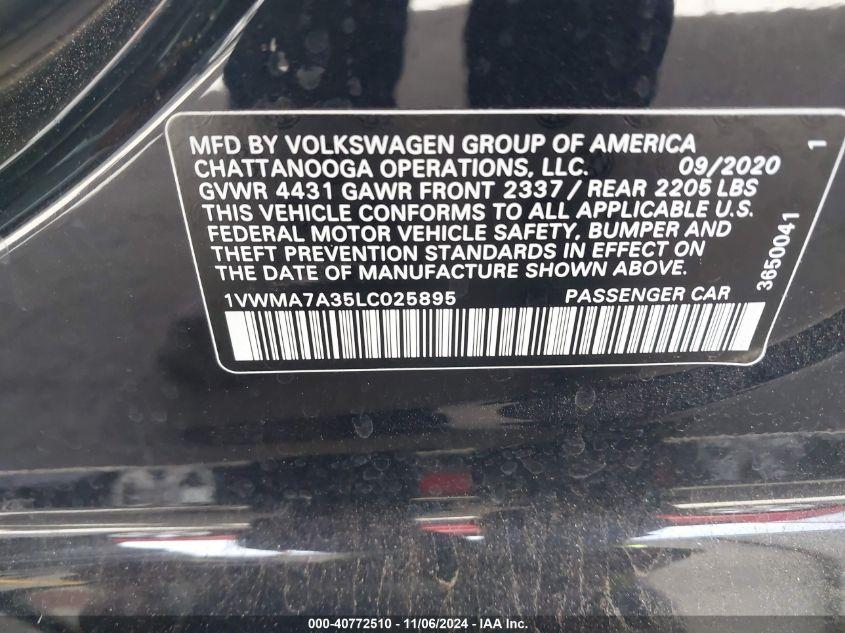 MFD BY VOLKSWAGEN GROUP OF AMERICA 1
CHATTANOOGA OPERATIONS, LLC. 09/2020
GVWR 4431 GAWR FRONT 2337 / REAR 2205 LBS
THIS VEHICLE CONFORMS TO ALL APPLICABLE U.S.
FEDERAL MOTOR VEHICLE SAFETY, BUMPER AND
THEFT PREVENTION STANDARDS IN EFFECT ON
THE DATE OF MANUFACTURE SHOWN ABOVE.
3650041
1VWMA7A35LC025895 PASSENGER CAR
000-40772510 - 11/06/2024 - IAA Inc.